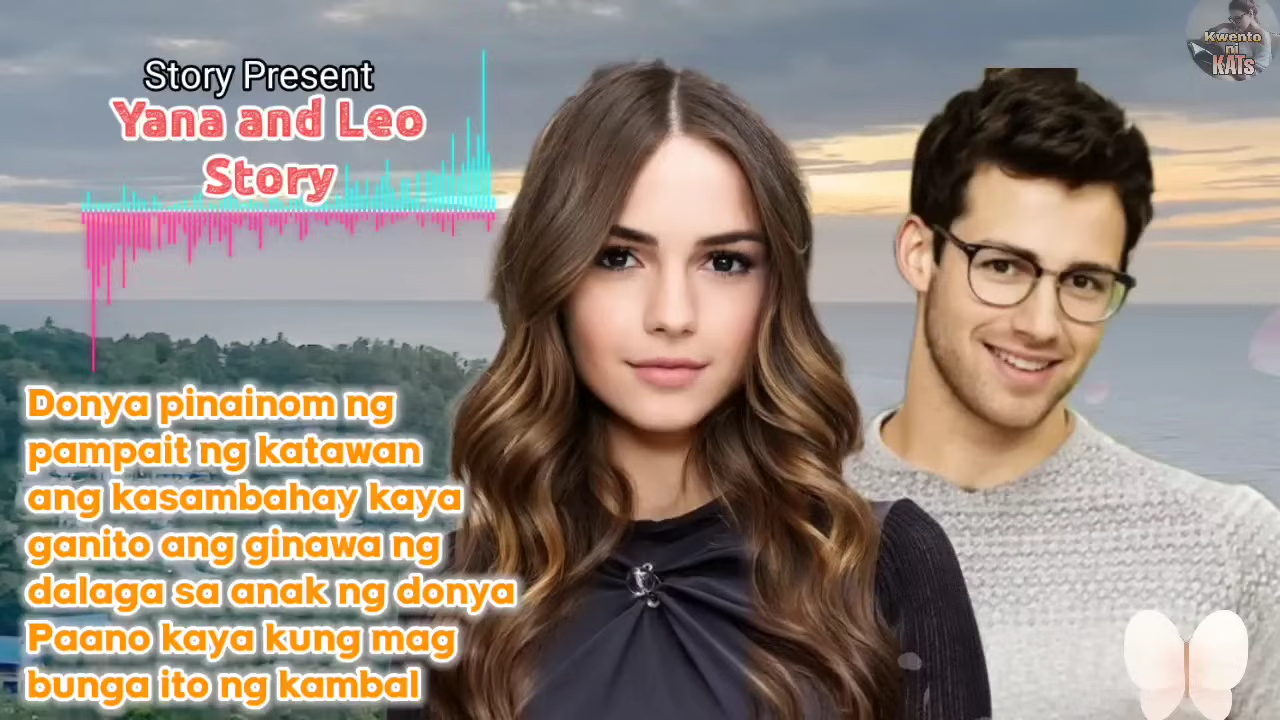 Story Present
Yana and Leo
Story
Kwento
ni
KATs
Donya pinainom ng
pampait ng katawan
ang kasambahay kaya
ganito ang ginawa ng
dalaga sa anak ng donya
Paano kaya kung mag
bunga ito ng kambal